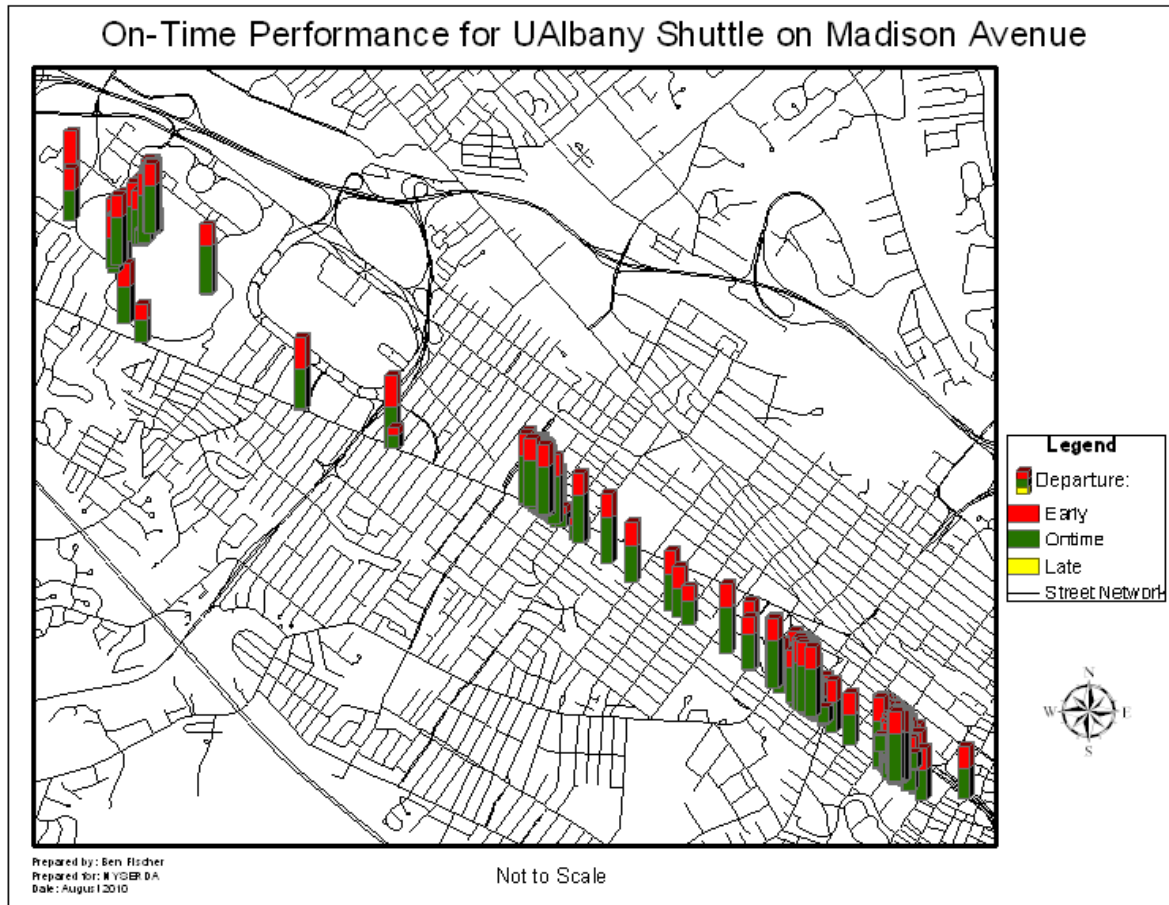 On-Time Performance for UAlbany Shuttle on Madison Avenue
Legend
Departure:
Early
Ontime
Late
Street Network
N
W E
S
Prepared by: Ben Fischer
Prepared for: NYSERDA
Date: August 2010
Not to Scale